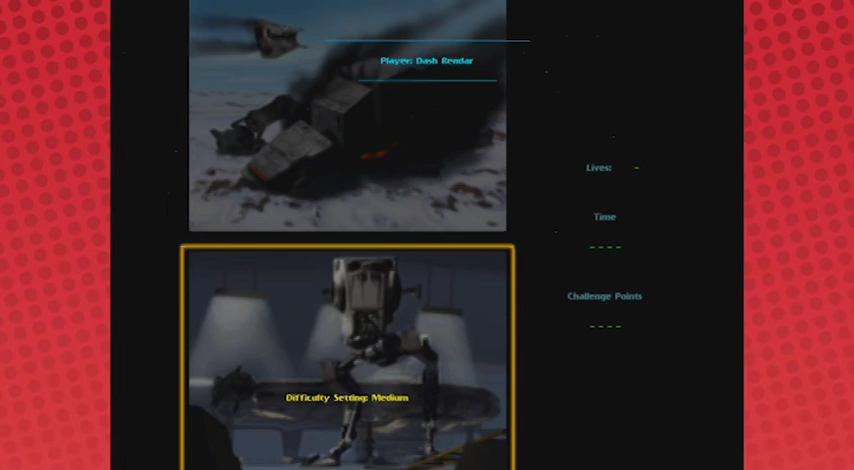 Player: Dash Rendar
Lives: -
Time
----
Challenge Points
----
Difficulty Setting: Medium